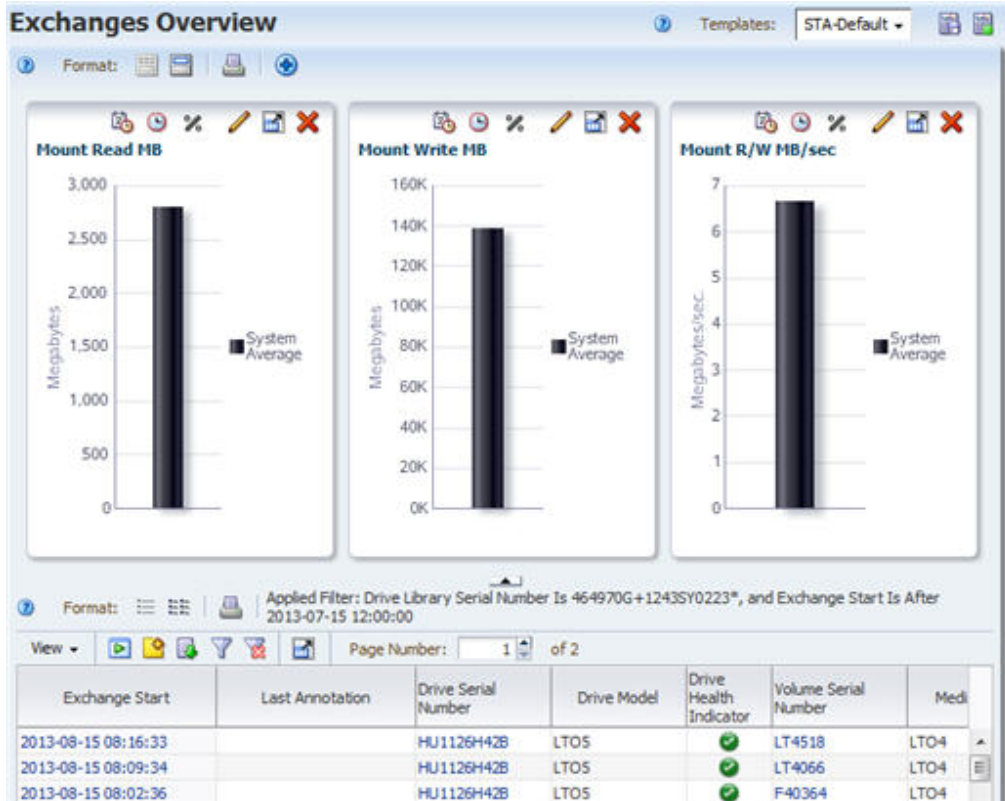 Exchanges Overview
Templates: STA-Default
Format:
Mount Read MB
3,000
2,500
2,000
1,500
1,000
500
0
Megabytes
System
Average
Mount Write MB
160K
140K
120K
100K
80K
60K
40K
20K
0K
Megabytes
System
Average
Mount R/W MB/sec
7
6
5
4
3
2
1
0
Megabytes/sec.
System
Average
Format:
Applied Filter: Drive Library Serial Number Is 464970G+1243SY0223*, and Exchange Start Is After
2013-07-15 12:00:00
View
Page Number: 1 of 2
Exchange Start Last Annotation Drive Serial Number Drive Model Drive Health Indicator Volume Serial Number Medi
2013-08-15 08:16:33 HU1126H42B LTO5 LT4518 LTO4
2013-08-15 08:09:34 HU1126H42B LTO5 LT4066 LTO4
2013-08-15 08:02:36 HU1126H42B LTO5 F40364 LTO4